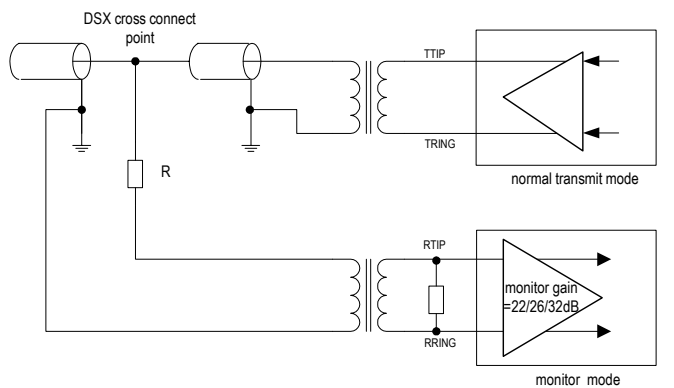 DSX cross connect
point
TTIP
TRING
normal transmit mode
R
RTIP
monitor gain
=22/26/32dB
RRING
monitor mode